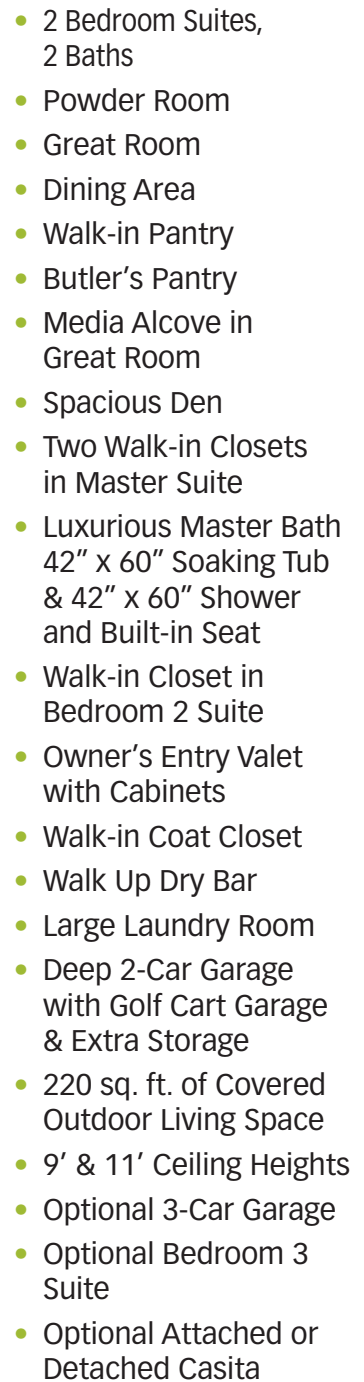 • 2 Bedroom Suites,
2 Baths
• Powder Room
• Great Room
• Dining Area
• Walk-in Pantry
• Butler’s Pantry
• Media Alcove in
Great Room
• Spacious Den
• Two Walk-in Closets
in Master Suite
• Luxurious Master Bath
42” x 60” Soaking Tub
& 42” x 60” Shower
and Built-in Seat
• Walk-in Closet in
Bedroom 2 Suite
• Owner’s Entry Valet
with Cabinets
• Walk-in Coat Closet
• Walk Up Dry Bar
• Large Laundry Room
• Deep 2-Car Garage
with Golf Cart Garage
& Extra Storage
• 220 sq. ft. of Covered
Outdoor Living Space
• 9’ & 11’ Ceiling Heights
• Optional 3-Car Garage
• Optional Bedroom 3
Suite
• Optional Attached or
Detached Casita